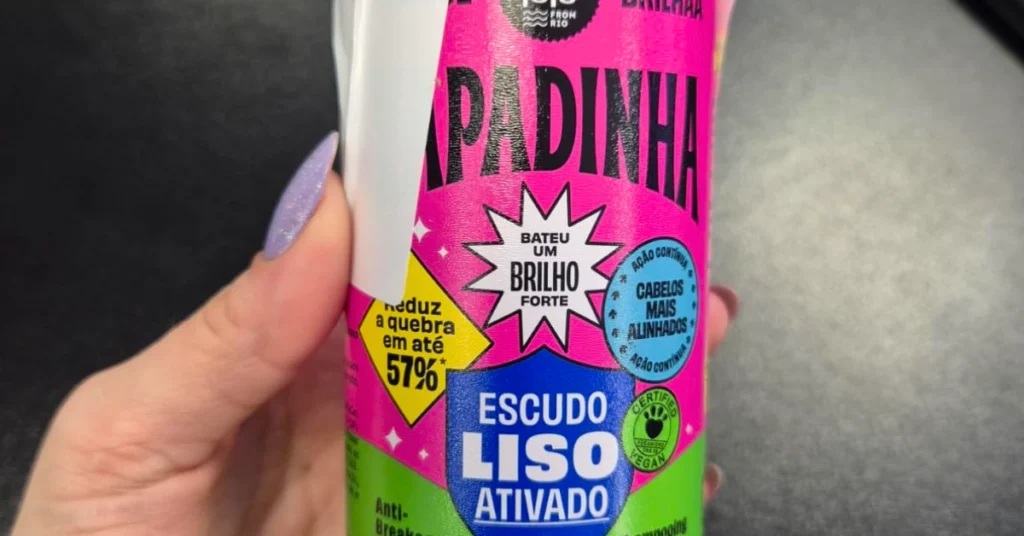 FROM
RIO
APADINHA
BATEU
UM
BRILHO
FORTE
AÇÃO CONTÍNUA
CABELOS
MAIS
ALINHADOS
AÇÃO CONTÍNUA
Reduz
a quebra
em até
57%*
ESCUDO
LISO
ATIVADO
CERTIFIED
VEGAN
Anti-